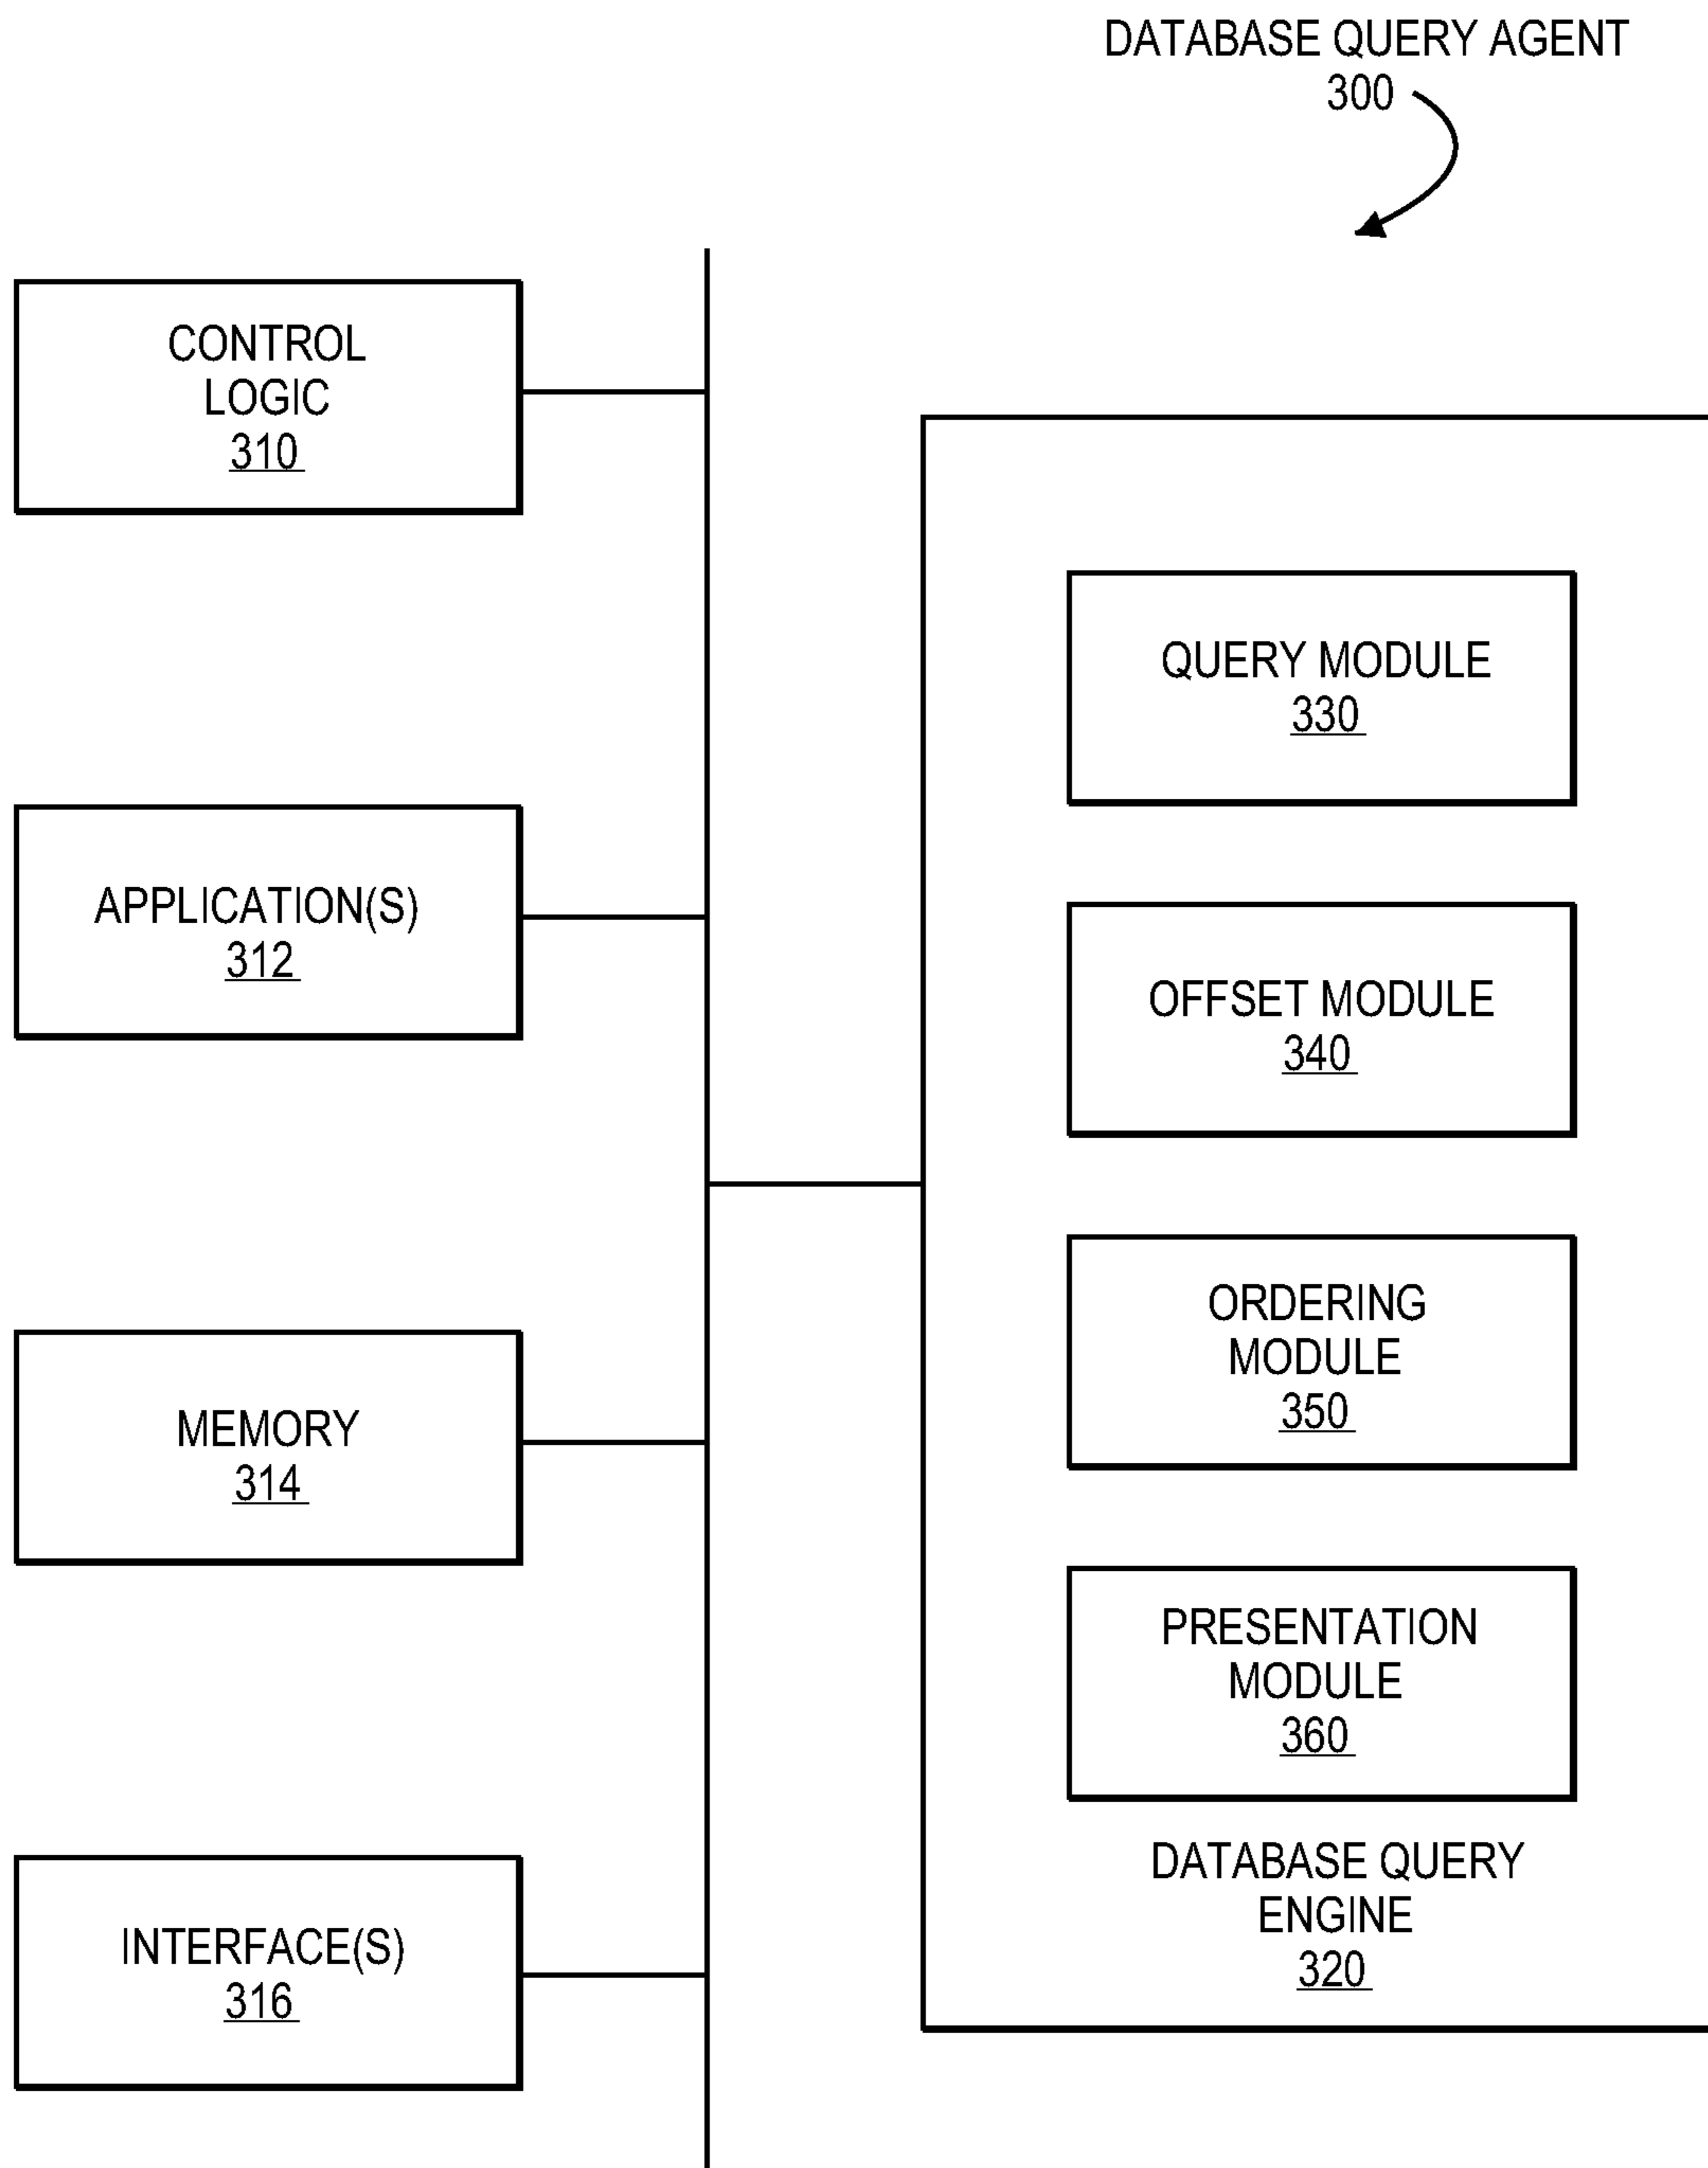 DATABASE QUERY AGENT
300
CONTROL
LOGIC
310
APPLICATION(S)
312
MEMORY
314
INTERFACE(S)
316
QUERY MODULE
330
OFFSET MODULE
340
ORDERING
MODULE
350
PRESENTATION
MODULE
360
DATABASE QUERY
ENGINE
320